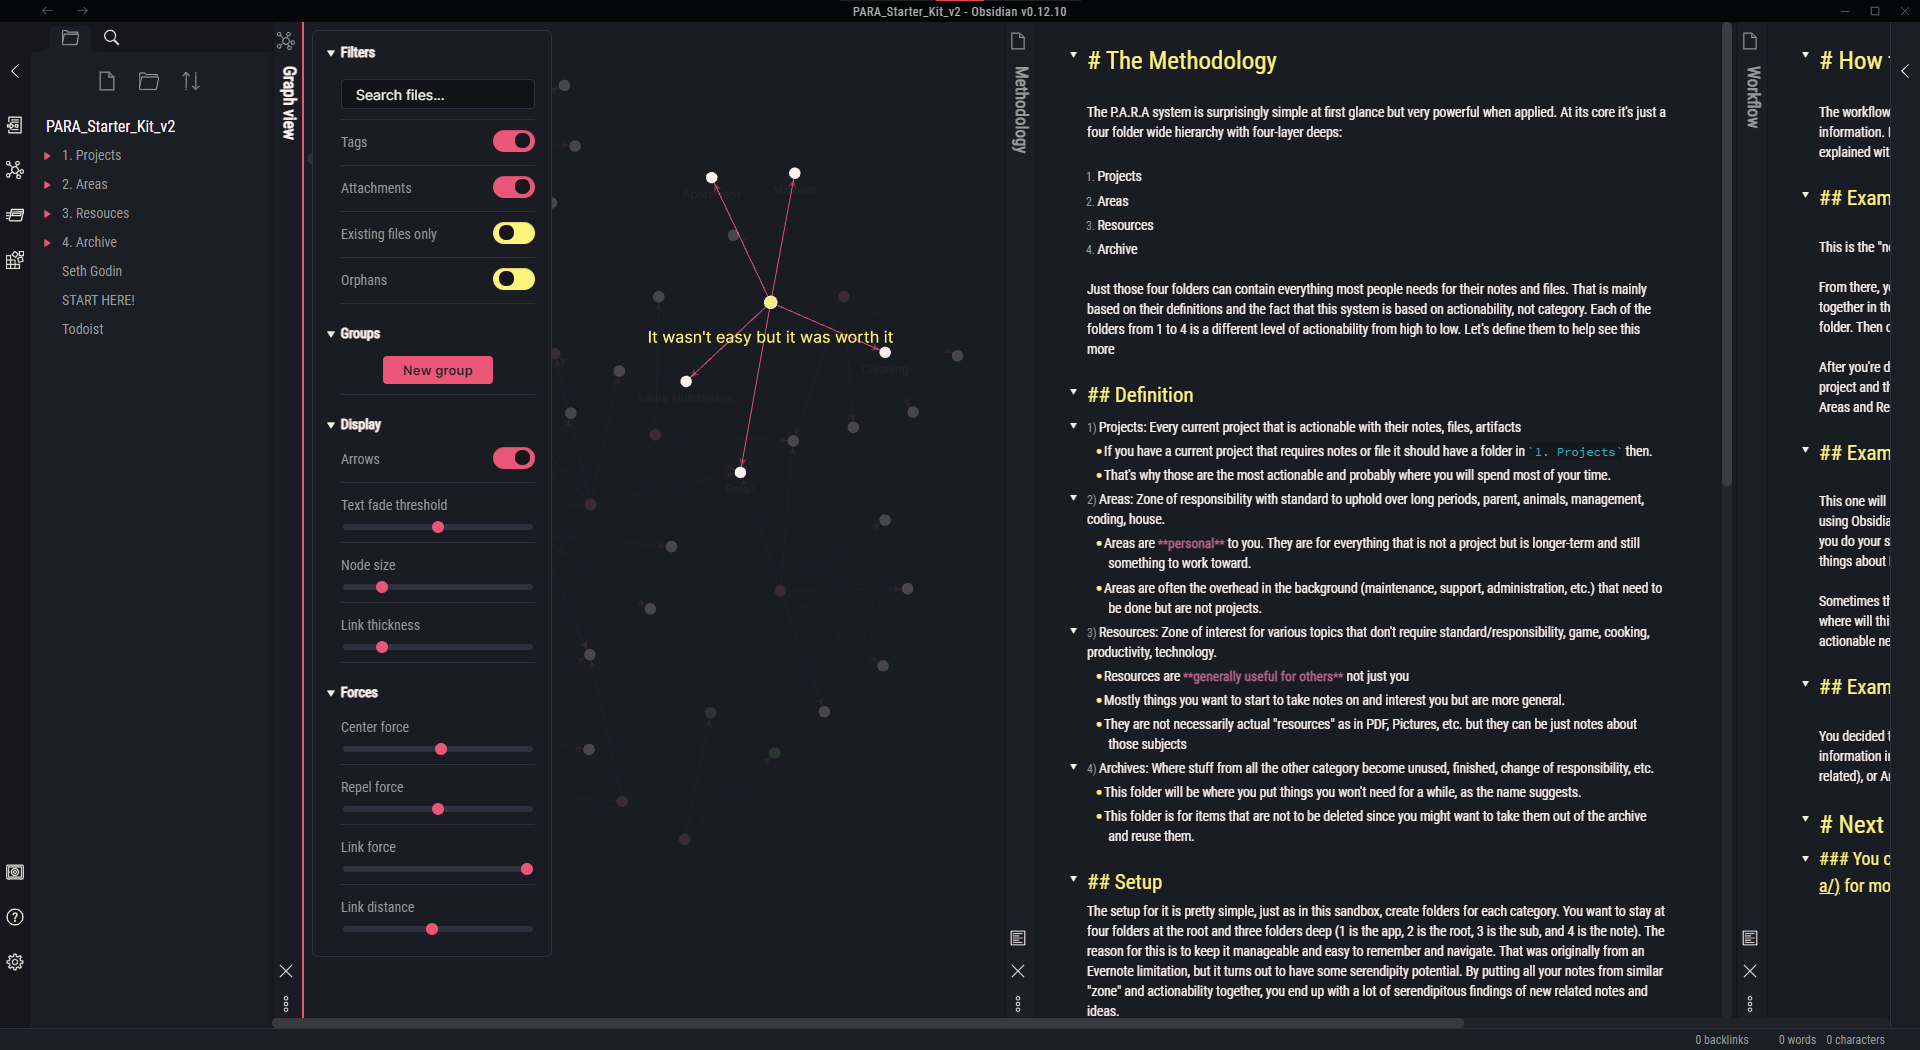 PARA_Starter_Kit_v2 - Obsidian v0.12.10
PARA_Starter_Kit_v2
1. Projects
2. Areas
3. Resouces
4. Archive
Seth Godin
START HERE!
Todoist
Graph view
Filters
Search files...
Tags
Attachments
Existing files only
Orphans
Groups
New group
Display
Arrows
Text fade threshold
Node size
Link thickness
Forces
Center force
Repel force
Link force
Link distance
It wasn't easy but it was worth it
Cleaning
Laura Hutchinson
Methodology
# The Methodology
The P.A.R.A system is surprisingly simple at first glance but very powerful when applied. At its core it's just a
four folder wide hierarchy with four-layer deeps:
1. Projects
2. Areas
3. Resources
4. Archive
Just those four folders can contain everything most people needs for their notes and files. That is mainly
based on their definitions and the fact that this system is based on actionability, not category. Each of the
folders from 1 to 4 is a different level of actionability from high to low. Let's define them to help see this
more
## Definition
1) Projects: Every current project that is actionable with their notes, files, artifacts
If you have a current project that requires notes or file it should have a folder in `1. Projects` then.
That's why those are the most actionable and probably where you will spend most of your time.
2) Areas: Zone of responsibility with standard to uphold over long periods, parent, animals, management,
coding, house.
Areas are **personal** to you. They are for everything that is not a project but is longer-term and still
something to work toward.
Areas are often the overhead in the background (maintenance, support, administration, etc.) that need to
be done but are not projects.
3) Resources: Zone of interest for various topics that don't require standard/responsibility, game, cooking,
productivity, technology.
Resources are **generally useful for others** not just you
Mostly things you want to start to take notes on and interest you but are more general.
They are not necessarily actual "resources" as in PDF, Pictures, etc. but they can be just notes about
those subjects
4) Archives: Where stuff from all the other category become unused, finished, change of responsibility, etc.
This folder will be where you put things you won't need for a while, as the name suggests.
This folder is for items that are not to be deleted since you might want to take them out of the archive
and reuse them.
## Setup
The setup for it is pretty simple, just as in this sandbox, create folders for each category. You want to stay at
four folders at the root and three folders deep (1 is the app, 2 is the root, 3 is the sub, and 4 is the note). The
reason for this is to keep it manageable and easy to remember and navigate. That was originally from an
Evernote limitation, but it turns out to have some serendipity potential. By putting all your notes from similar
"zone" and actionability together, you end up with a lot of serendipitous findings of new related notes and
ideas.
Workflow
# How
The workflow
information.
explained wit
## Exam
This is the "n
From there, y
together in th
folder. Then
After you're d
project and th
Areas and Re
## Exam
This one will
using Obsidia
you do your s
things about
Sometimes th
where will thi
actionable ne
## Exam
You decided t
information i
related), or A
# Next
### You c
a/) for mo
0 backlinks
0 words
0 characters